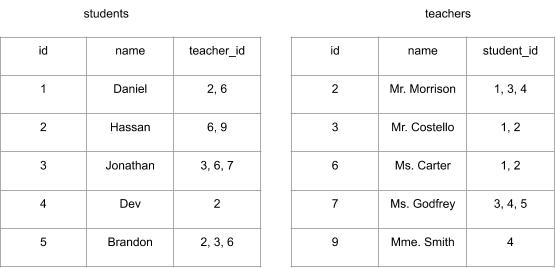 students teachers
id name teacher_id id name student_id
1 Daniel 2, 6 2 Mr. Morrison 1, 3, 4
2 Hassan 6, 9 3 Mr. Costello 1, 2
3 Jonathan 3, 6, 7 6 Ms. Carter 1, 2
4 Dev 2 7 Ms. Godfrey 3, 4, 5
5 Brandon 2, 3, 6 9 Mme. Smith 4